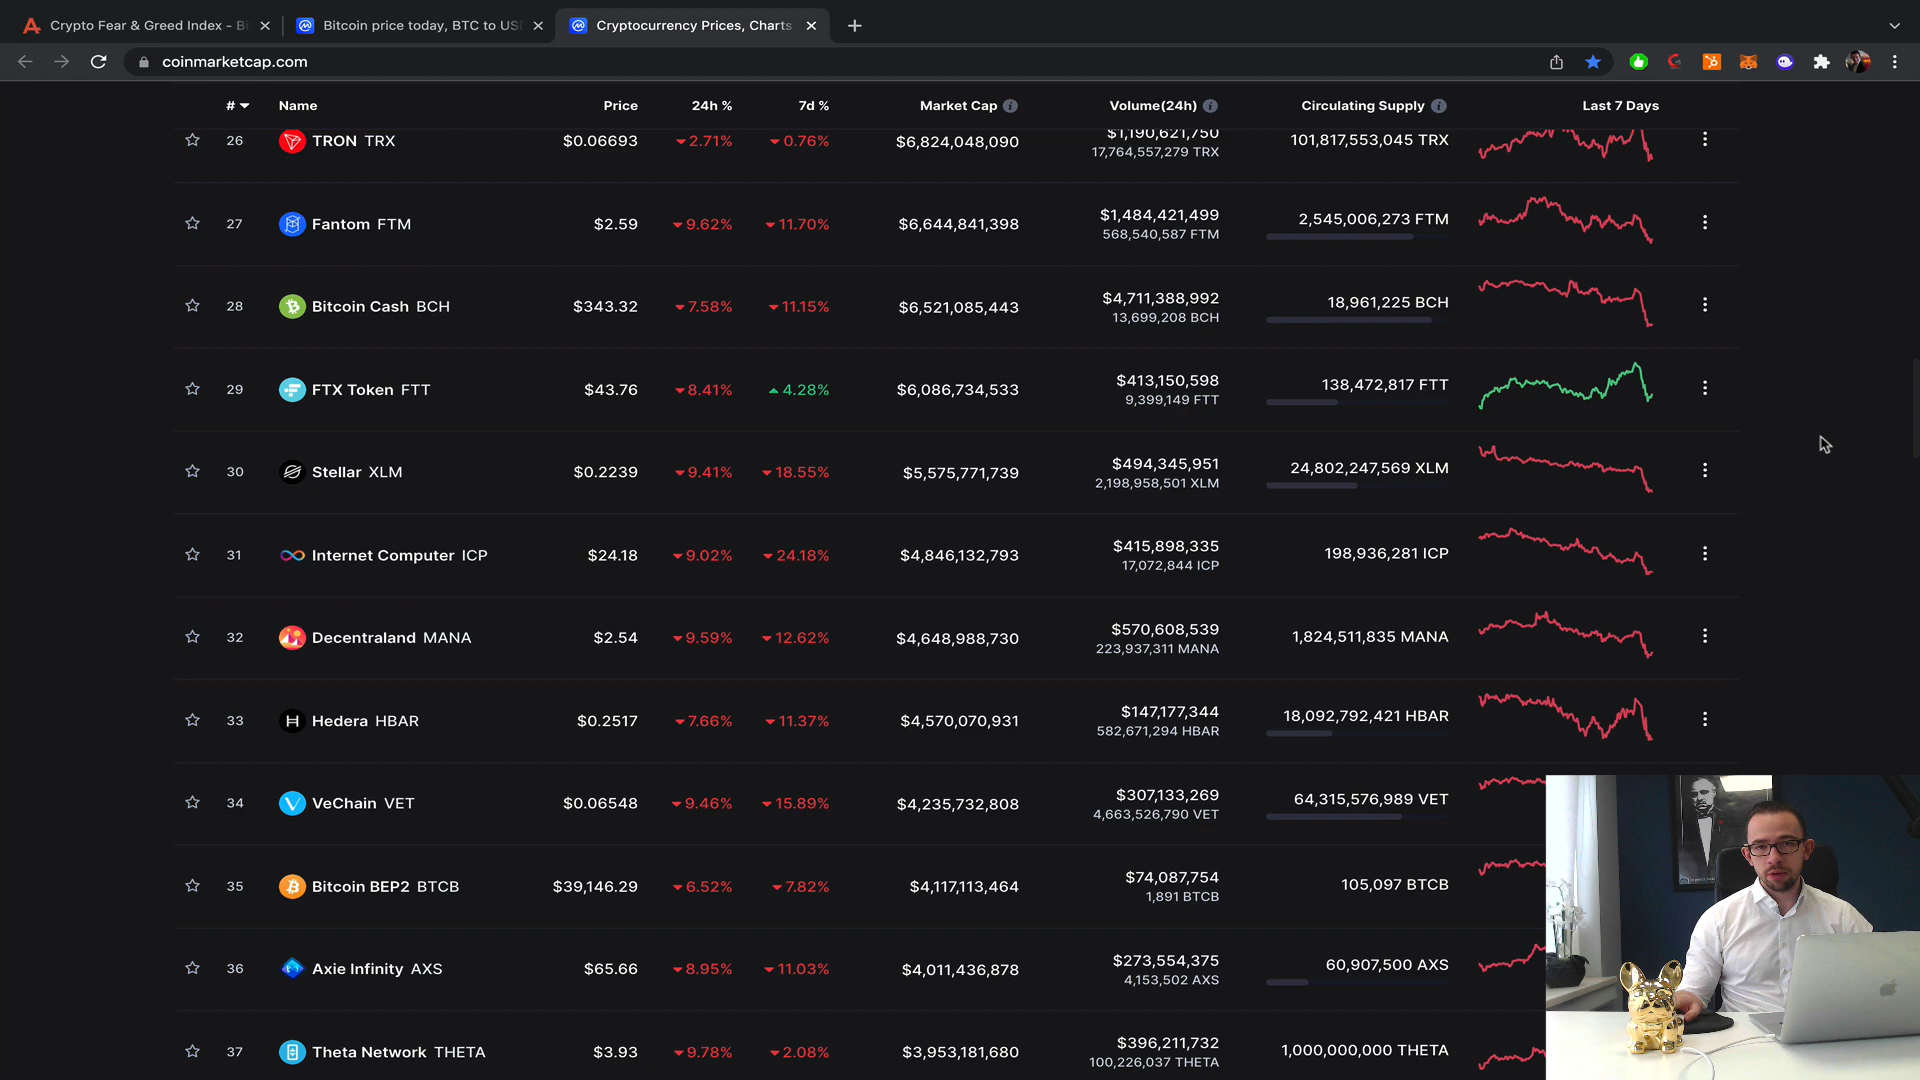 Crypto Fear & Greed Index - Bi
Bitcoin price today, BTC to US
Cryptocurrency Prices, Charts
coinmarketcap.com
# Name Price 24h % 7d % Market Cap Volume(24h) Circulating Supply Last 7 Days
26 TRON TRX $0.06693 2.71% 0.76% $6,824,048,090 $1,190,621,750 101,817,553,045 TRX
17,764,557,279 TRX
27 Fantom FTM $2.59 9.62% 11.70% $6,644,841,398 $1,484,421,499 2,545,006,273 FTM
568,540,587 FTM
28 Bitcoin Cash BCH $343.32 7.58% 11.15% $6,521,085,443 $4,711,388,992 18,961,225 BCH
13,699,208 BCH
29 FTX Token FTT $43.76 8.41% 4.28% $6,086,734,533 $413,150,598 138,472,817 FTT
9,399,149 FTT
30 Stellar XLM $0.2239 9.41% 18.55% $5,575,771,739 $494,345,951 24,802,247,569 XLM
2,198,958,501 XLM
31 Internet Computer ICP $24.18 9.02% 24.18% $4,846,132,793 $415,898,335 198,936,281 ICP
17,072,844 ICP
32 Decentraland MANA $2.54 9.59% 12.62% $4,648,988,730 $570,608,539 1,824,511,835 MANA
223,937,311 MANA
33 Hedera HBAR $0.2517 7.66% 11.37% $4,570,070,931 $147,177,344 18,092,792,421 HBAR
582,671,294 HBAR
34 VeChain VET $0.06548 9.46% 15.89% $4,235,732,808 $307,133,269 64,315,576,989 VET
4,663,526,790 VET
35 Bitcoin BEP2 BTCB $39,146.29 6.52% 7.82% $4,117,113,464 $74,087,754 105,097 BTCB
1,891 BTCB
36 Axie Infinity AXS $65.66 8.95% 11.03% $4,011,436,878 $273,554,375 60,907,500 AXS
4,153,502 AXS
37 Theta Network THETA $3.93 9.78% 2.08% $3,953,181,680 $396,211,732 1,000,000,000 THETA
100,226,037 THETA